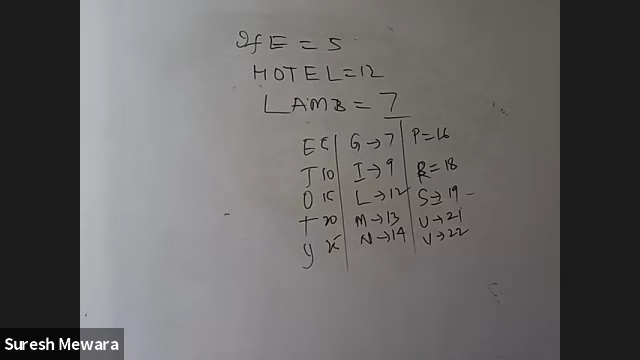 If E = 5
HOTEL = 12
LAMB = 7
E 5 | G → 7 | P = 16
J 10 | I → 9 | R = 18
O 15 | L → 12 | S → 19
T 20 | M → 13 | U → 21
Y 25 | N → 14 | V → 22
Suresh Mewara